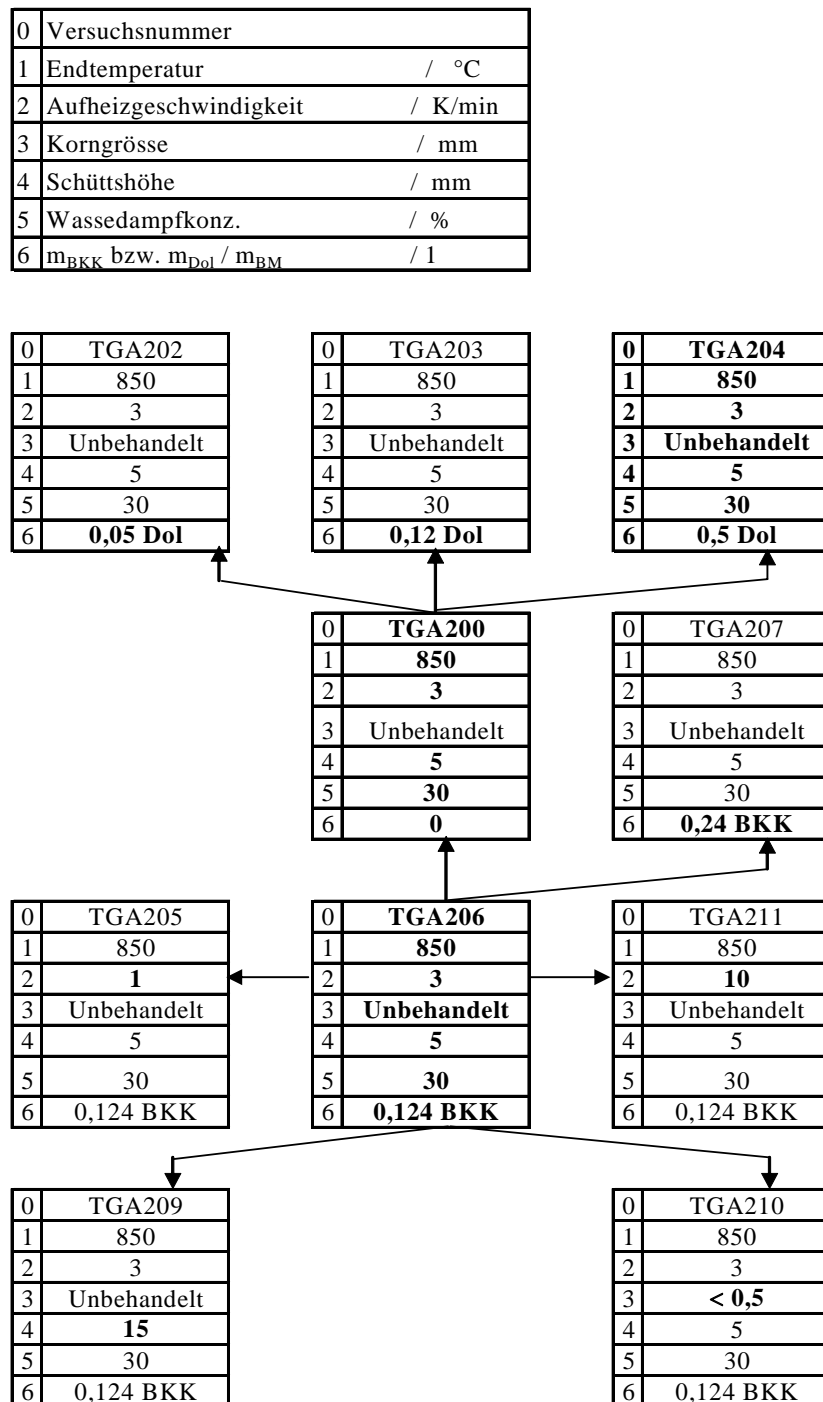 0 Versuchsnummer
1 Endtemperatur / °C
2 Aufheizgeschwindigkeit / K/min
3 Korngrösse / mm
4 Schüttshöhe / mm
5 Wassedampfkonz. / %
6 mBKK bzw. mDol / mBM / 1
0 TGA202
1 850
2 3
3 Unbehandelt
4 5
5 30
6 0,05 Dol
0 TGA203
1 850
2 3
3 Unbehandelt
4 5
5 30
6 0,12 Dol
0 TGA204
1 850
2 3
3 Unbehandelt
4 5
5 30
6 0,5 Dol
0 TGA200
1 850
2 3
3 Unbehandelt
4 5
5 30
6 0
0 TGA207
1 850
2 3
3 Unbehandelt
4 5
5 30
6 0,24 BKK
0 TGA205
1 850
2 1
3 Unbehandelt
4 5
5 30
6 0,124 BKK
0 TGA206
1 850
2 3
3 Unbehandelt
4 5
5 30
6 0,124 BKK
0 TGA211
1 850
2 10
3 Unbehandelt
4 5
5 30
6 0,124 BKK
0 TGA209
1 850
2 3
3 Unbehandelt
4 15
5 30
6 0,124 BKK
0 TGA210
1 850
2 3
3 < 0,5
4 5
5 30
6 0,124 BKK